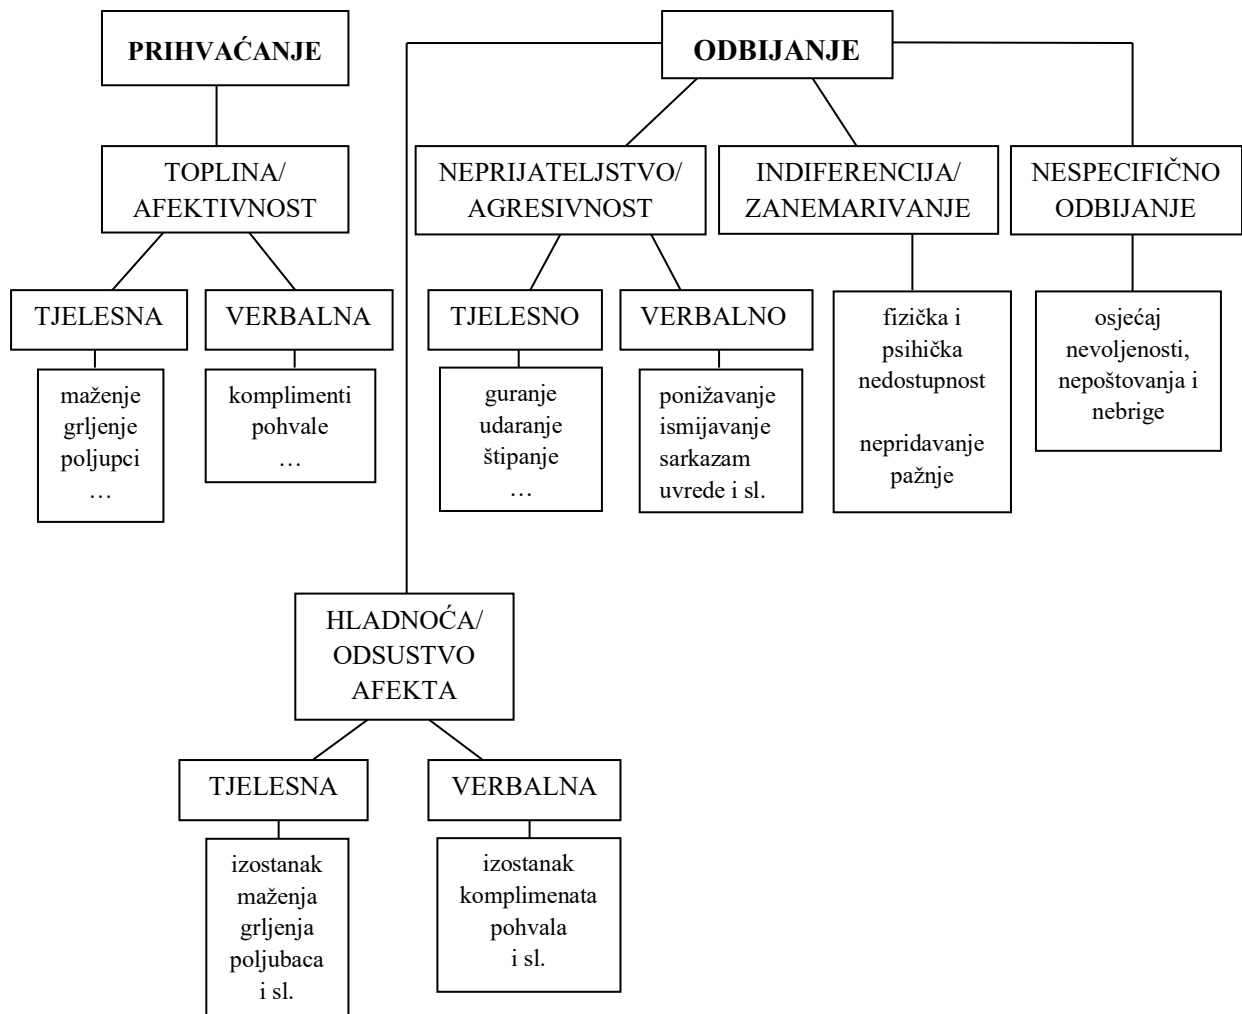 PRIHVAĆANJE
ODBIJANJE
TOPLINA/
AFEKTIVNOST
NEPRIJATELJSTVO/
AGRESIVNOST
INDIFERENCIJA/
ZANEMARIVANJE
NESPECIFIČNO
ODBIJANJE
TJELESNA
VERBALNA
TJELESNO
VERBALNO
maženje
grljenje
poljupci
…
komplimenti
pohvale
…
guranje
udaranje
štipanje
…
ponižavanje
ismijavanje
sarkazam
uvrede i sl.
fizička i
psihička
nedostupnost
nepridavanje
pažnje
osjećaj
nevoljenosti,
nepoštovanja i
nebrige
HLADNOĆA/
ODSUSTVO
AFEKTA
TJELESNA
VERBALNA
izostanak
maženja
grljenja
poljubaca
i sl.
izostanak
komplimenata
pohvala
i sl.